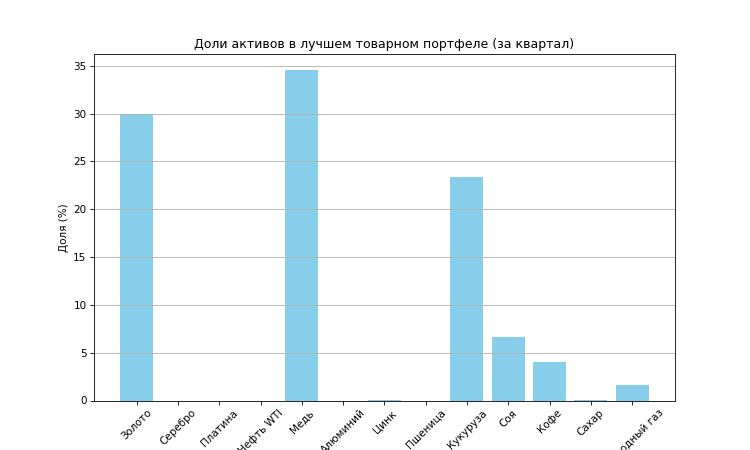 Доли активов в лучшем товарном портфеле (за квартал)
Доля (%)
35
30
25
20
15
10
5
0
Золото
Серебро
Платина
Нефть WTI
Медь
Алюминий
Цинк
Пшеница
Кукуруза
Соя
Кофе
Сахар
одный газ